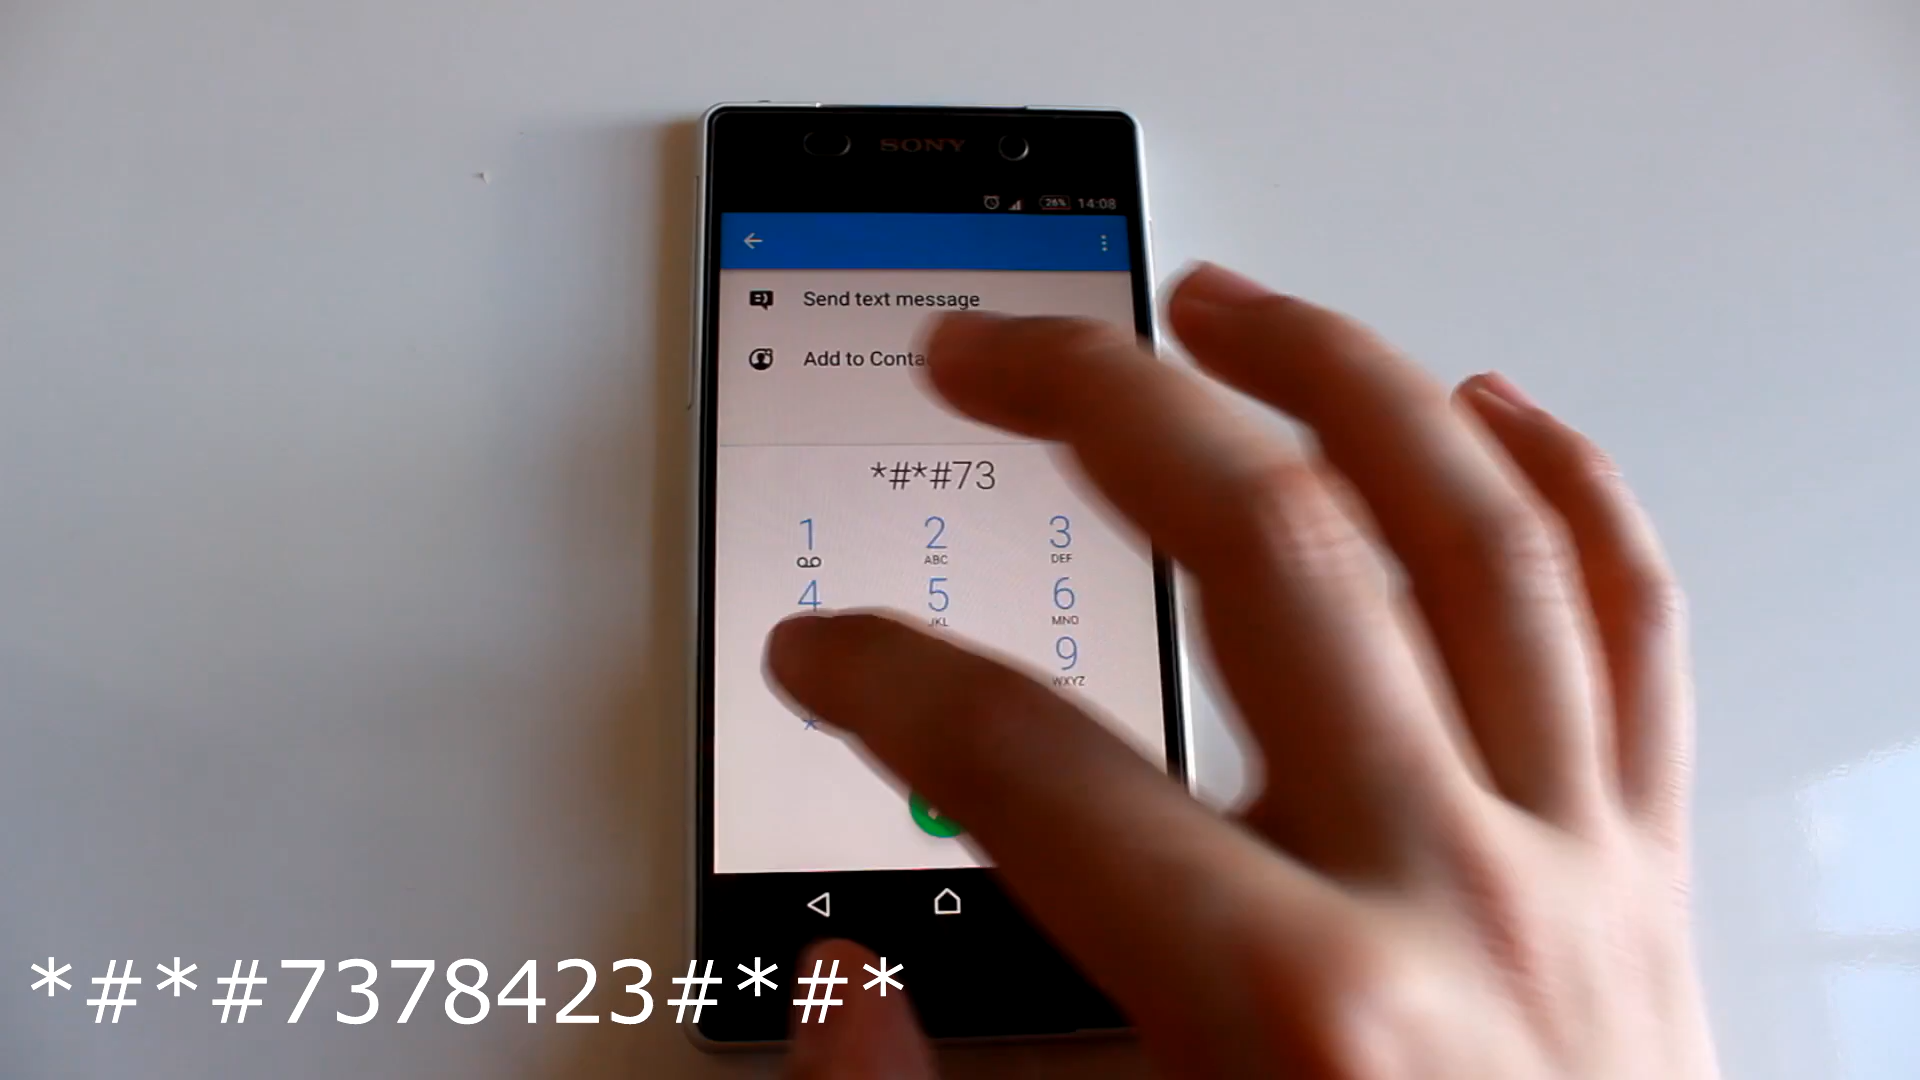 SONY
26% 14:08
Send text message
Add to Conta
*#*#73
1 2 ABC 3 DEF
4 5 JKL 6 MNO
9 WXYZ
*
*#*#7378423#*#*